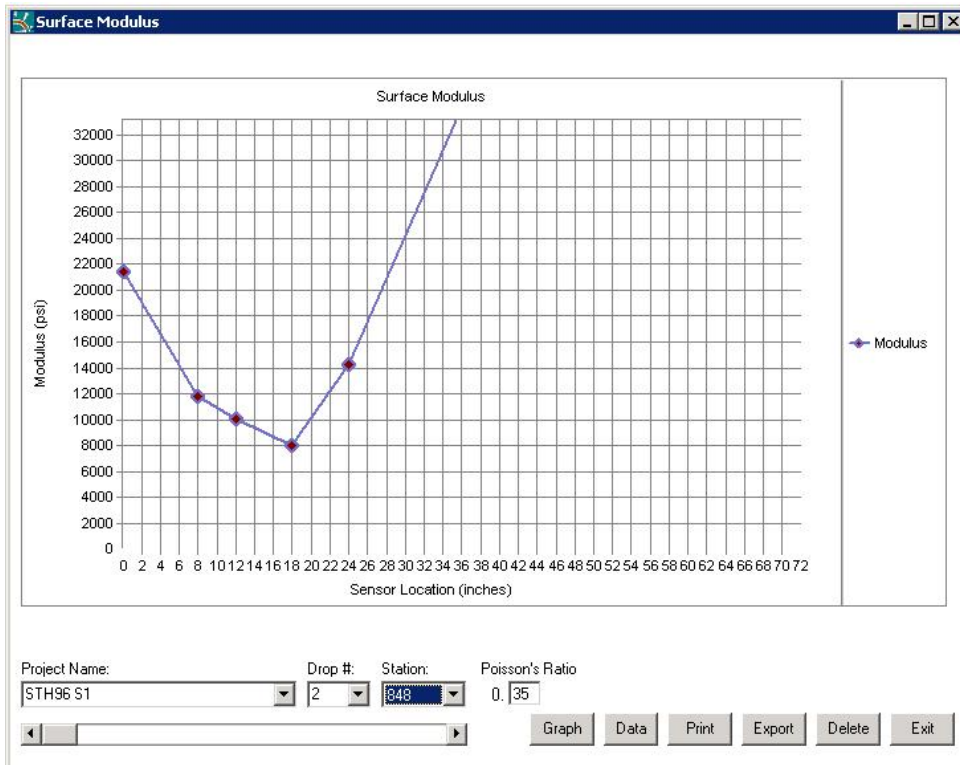 Surface Modulus
Surface Modulus
32000
30000
28000
26000
24000
22000
20000
18000
16000
14000
12000
10000
8000
6000
4000
2000
0
Modulus (psi)
Modulus
0 2 4 6 8 10 12 14 16 18 20 22 24 26 28 30 32 34 36 38 40 42 44 46 48 50 52 54 56 58 60 62 64 66 68 70 72
Sensor Location (inches)
Project Name: Drop #: Station: Poisson's Ratio
STH96 S1 2 848 0. 35
Graph Data Print Export Delete Exit